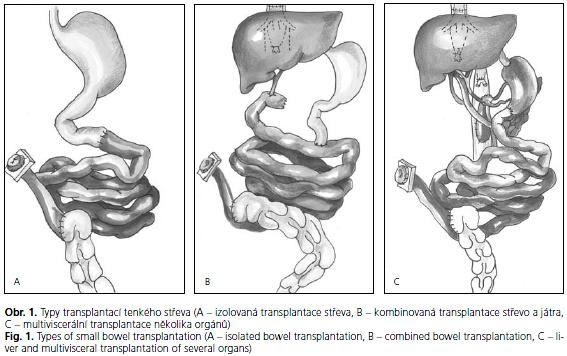 A
B
C
Obr. 1. Typy transplantací tenkého střeva (A – izolovaná transplantace střeva, B – kombinovaná transplantace střevo a játra,
C – multiviscerální transplantace několika orgánů)
Fig. 1. Types of small bowel transplantation (A – isolated bowel transplantation, B – combined bowel transplantation, C – li-
ver and multivisceral transplantation of several organs)